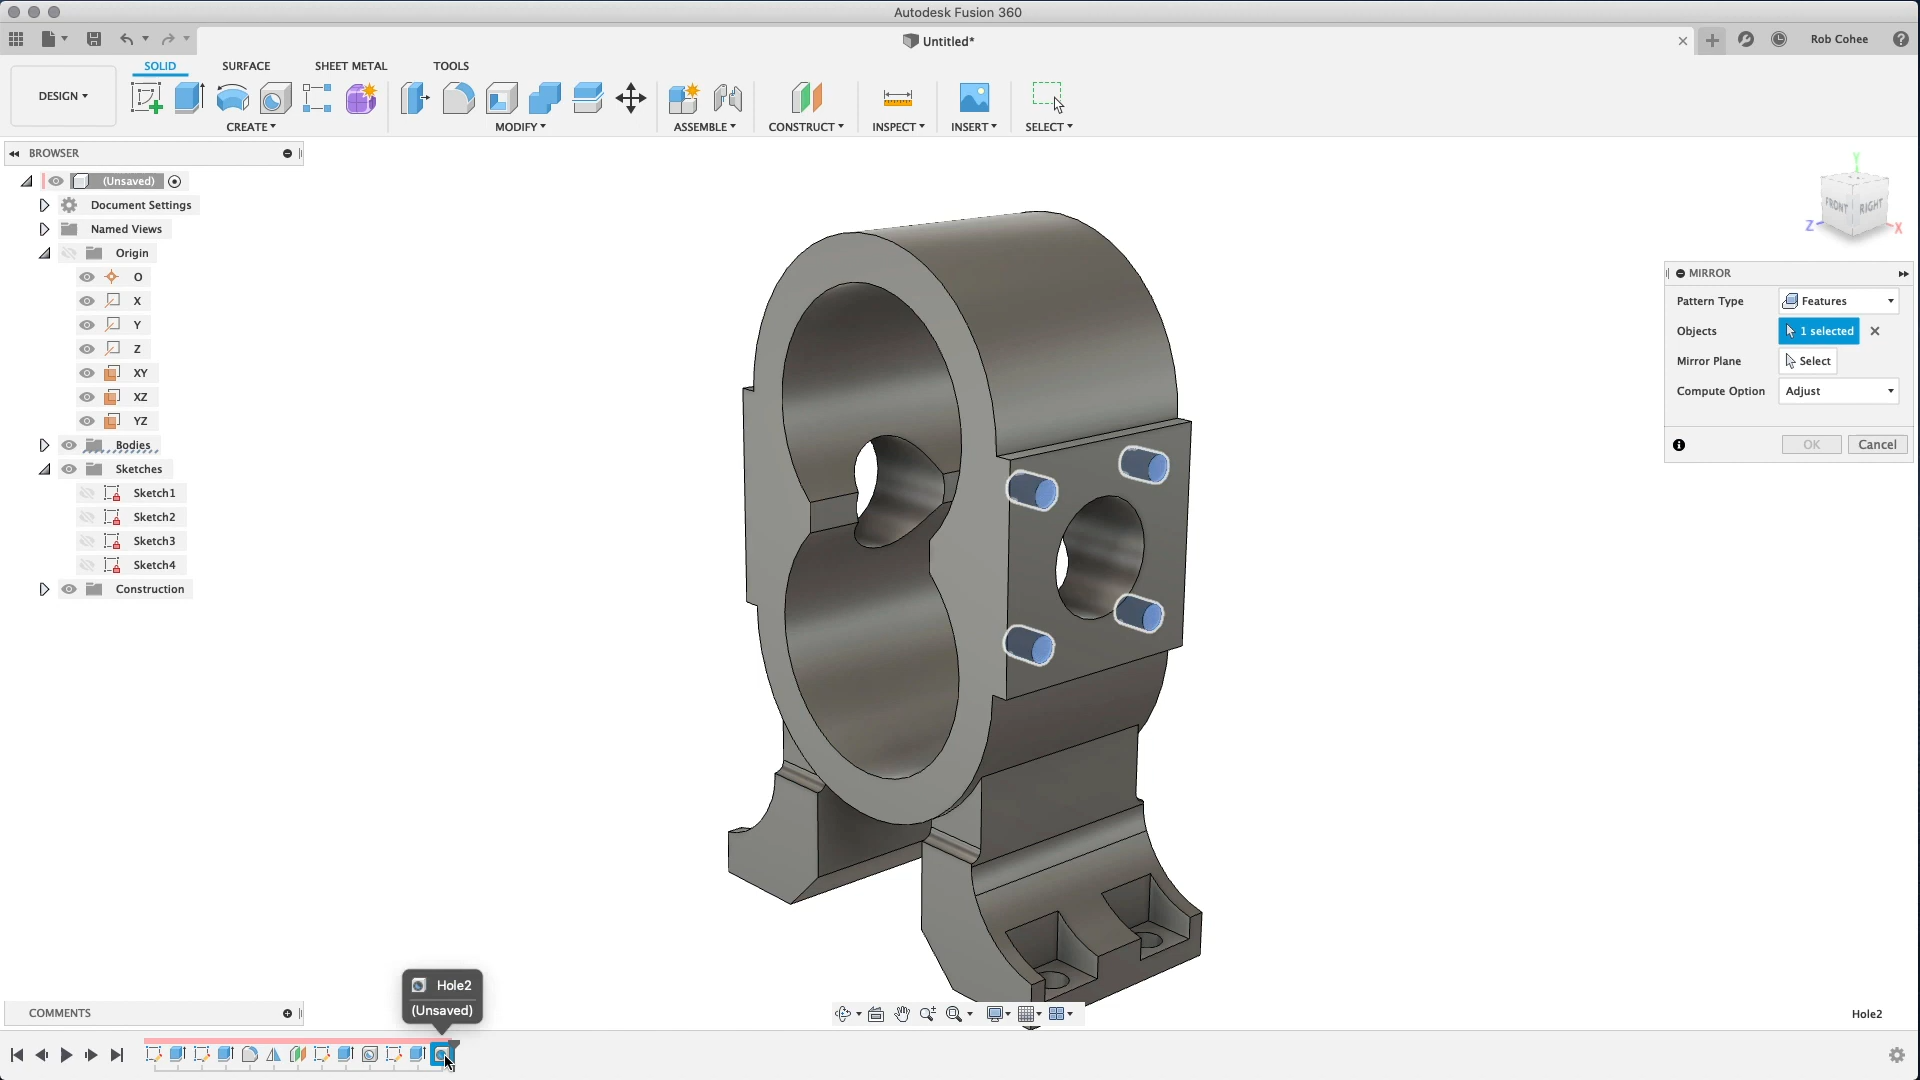 Autodesk Fusion 360
Untitled*
Rob Cohee
DESIGN
SOLID
SURFACE
SHEET METAL
TOOLS
CREATE
MODIFY
ASSEMBLE
CONSTRUCT
INSPECT
INSERT
SELECT
BROWSER
(Unsaved)
Document Settings
Named Views
Origin
O
X
Y
Z
XY
XZ
YZ
Bodies
Sketches
Sketch1
Sketch2
Sketch3
Sketch4
Construction
Y
FRONT
RIGHT
Z
X
MIRROR
Pattern Type
Features
Objects
1 selected
Mirror Plane
Select
Compute Option
Adjust
OK
Cancel
Hole2
(Unsaved)
COMMENTS
Hole2